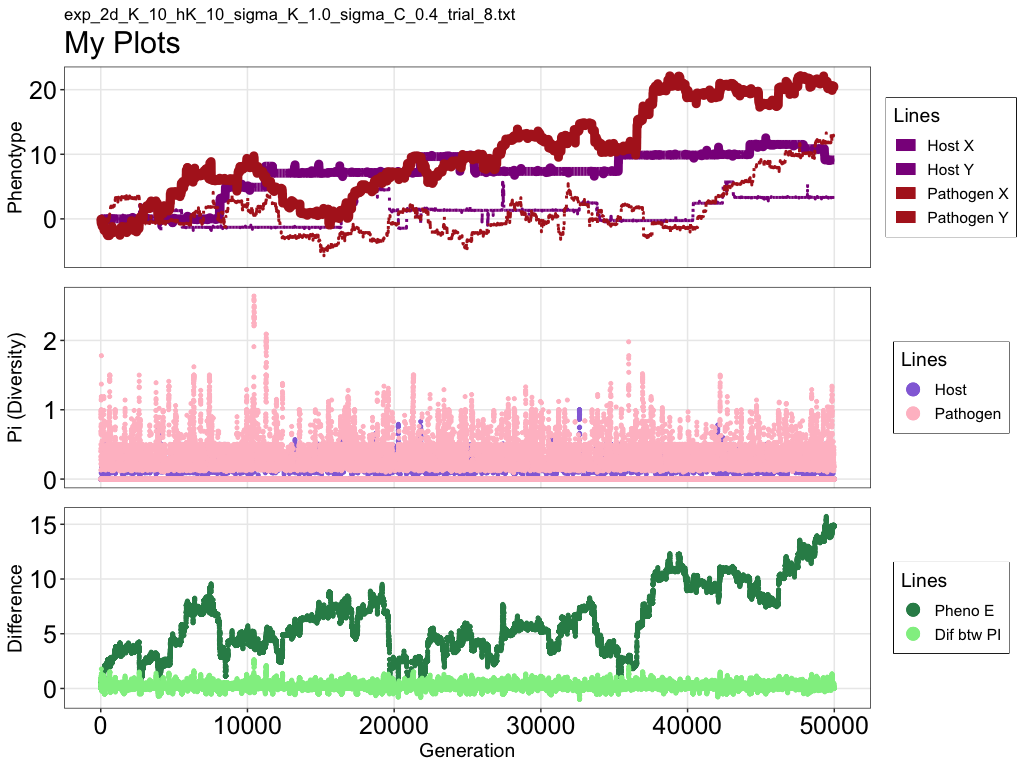 exp_2d_K_10_hK_10_sigma_K_1.0_sigma_C_0.4_trial_8.txt
My Plots
Phenotype
20
10
0
Lines
Host X
Host Y
Pathogen X
Pathogen Y
Pi (Diversity)
2
1
0
Lines
Host
Pathogen
Difference
15
10
5
0
Lines
Pheno E
Dif btw PI
0 10000 20000 30000 40000 50000
Generation